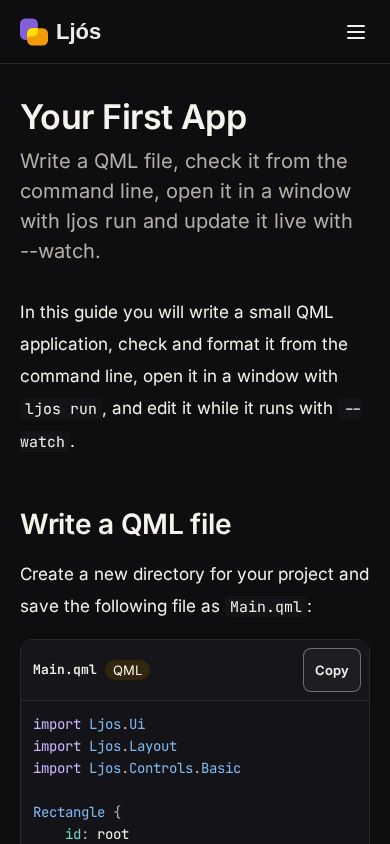 Ljós
Your First App
Write a QML file, check it from the
command line, open it in a window
with ljos run and update it live with
--watch.
In this guide you will write a small QML
application, check and format it from the
command line, open it in a window with
ljos run, and edit it while it runs with --
watch.
Write a QML file
Create a new directory for your project and
save the following file as Main.qml:
Main.qml QML Copy
import Ljos.Ui
import Ljos.Layout
import Ljos.Controls.Basic
Rectangle {
    id: root